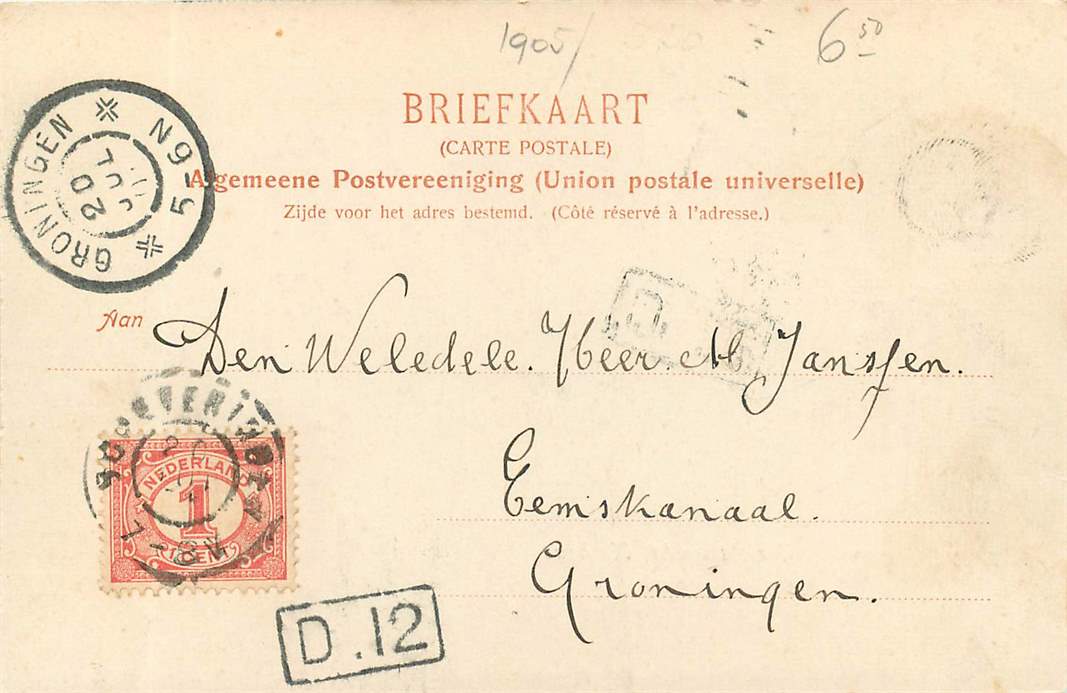 1905/
6 50
BRIEFKAART
(CARTE POSTALE)
Algemeene Postvereeniging (Union postale universelle)
Zijde voor het adres bestemd. (Côté réservé à l'adresse.)
GRONINGEN
20 JUL
5-6N
Aan
Den Weledele. Heer M Janssen.
Eemskanaal.
Groningen.
NEDERLAND
1
CENT
D.12